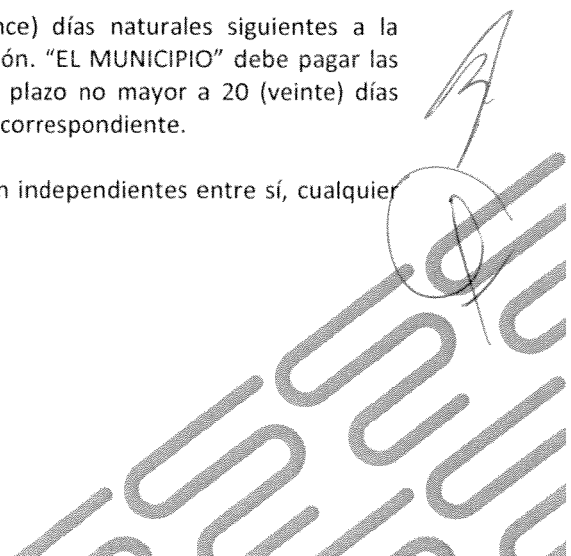 nce) días naturales siguientes a la
ón. “EL MUNICIPIO” debe pagar las
plazo no mayor a 20 (veinte) días
correspondiente.
n independientes entre sí, cualquier